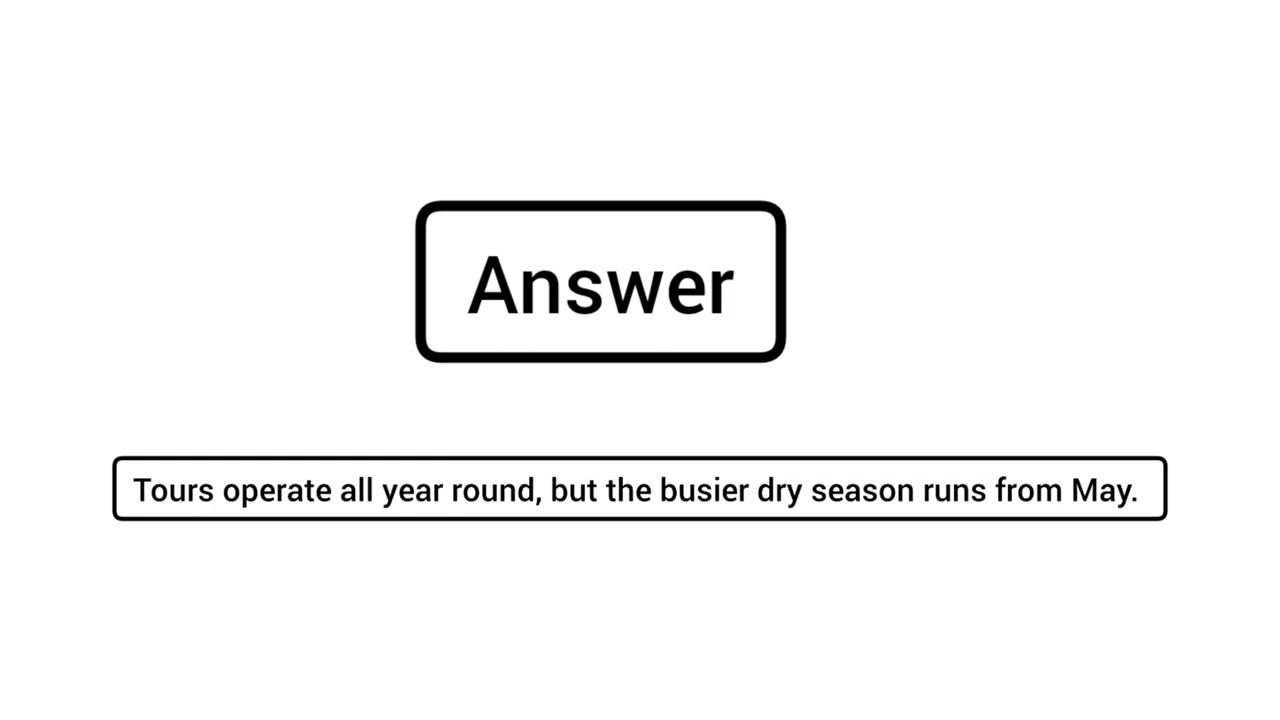 Answer
Tours operate all year round, but the busier dry season runs from May.